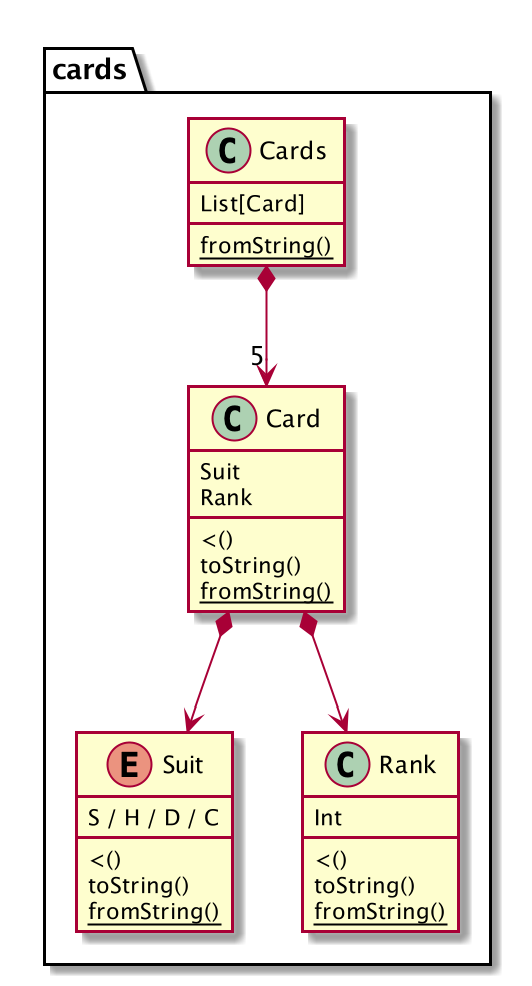 cards
C Cards
List[Card]
fromString()
5
C Card
Suit
Rank
<()
toString()
fromString()
E Suit
S / H / D / C
<()
toString()
fromString()
C Rank
Int
<()
toString()
fromString()